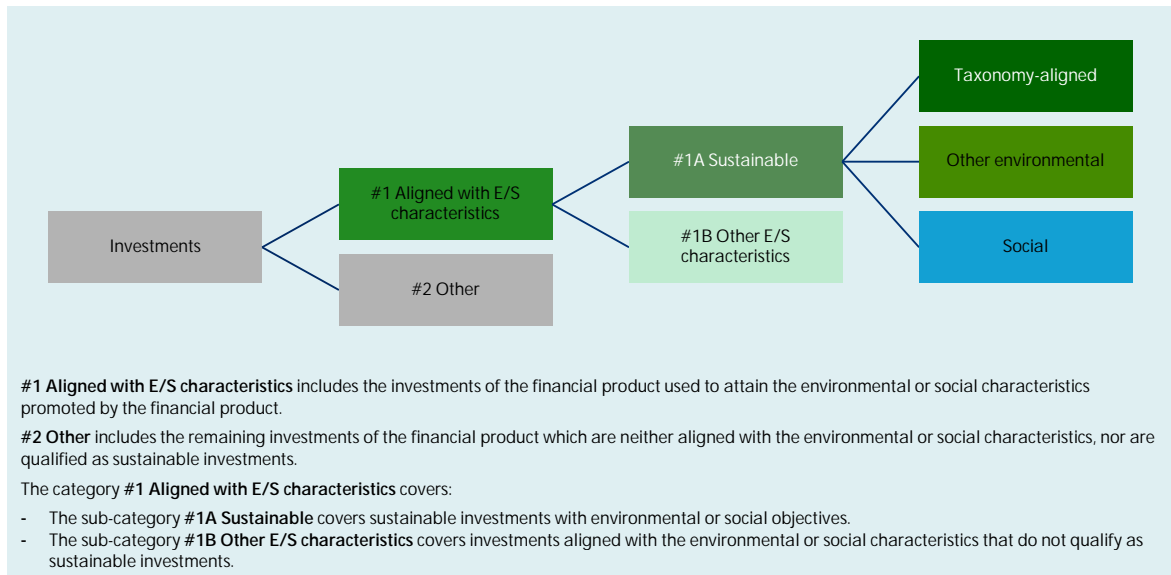 Taxonomy-aligned
#1A Sustainable
Other environmental
#1 Aligned with E/S
characteristics
Investments
#1B Other E/S
characteristics
Social
#2 Other
#1 Aligned with E/S characteristics includes the investments of the financial product used to attain the environmental or social characteristics
promoted by the financial product.
#2 Other includes the remaining investments of the financial product which are neither aligned with the environmental or social characteristics, nor are
qualified as sustainable investments.
The category #1 Aligned with E/S characteristics covers:
- The sub-category #1A Sustainable covers sustainable investments with environmental or social objectives.
- The sub-category #1B Other E/S characteristics covers investments aligned with the environmental or social characteristics that do not qualify as
sustainable investments.